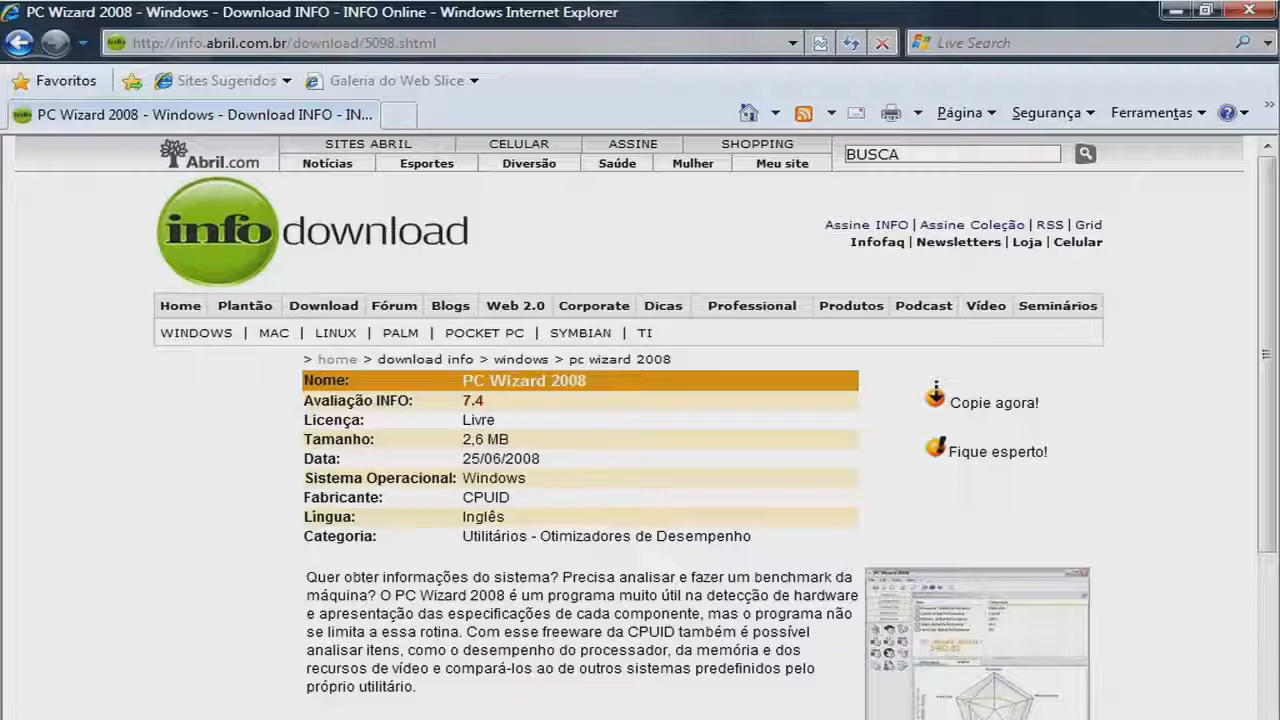 PC Wizard 2008 - Windows - Download INFO - INFO Online - Windows Internet Explorer
http://info.abril.com.br/download/5098.shtml
Live Search
Favoritos
Sites Sugeridos
Galeria do Web Slice
PC Wizard 2008 - Windows - Download INFO - IN...
Página
Segurança
Ferramentas
Abril.com
SITES ABRIL
CELULAR
ASSINE
SHOPPING
Notícias
Esportes
Diversão
Saúde
Mulher
Meu site
BUSCA
info download
Assine INFO | Assine Coleção | RSS | Grid
Infofaq | Newsletters | Loja | Celular
Home Plantão Download Fórum Blogs Web 2.0 Corporate Dicas Professional Produtos Podcast Vídeo Seminários
WINDOWS | MAC | LINUX | PALM | POCKET PC | SYMBIAN | TI
> home > download info > windows > pc wizard 2008
Nome: PC Wizard 2008
Avaliação INFO: 7.4
Licença: Livre
Tamanho: 2,6 MB
Data: 25/06/2008
Sistema Operacional: Windows
Fabricante: CPUID
Língua: Inglês
Categoria: Utilitários - Otimizadores de Desempenho
Copie agora!
Fique esperto!
Quer obter informações do sistema? Precisa analisar e fazer um benchmark da
máquina? O PC Wizard 2008 é um programa muito útil na detecção de hardware
e apresentação das especificações de cada componente, mas o programa não
se limita a essa rotina. Com esse freeware da CPUID também é possível
analisar itens, como o desempenho do processador, da memória e dos
recursos de vídeo e compará-los ao de outros sistemas predefinidos pelo
próprio utilitário.
PC Wizard 2008